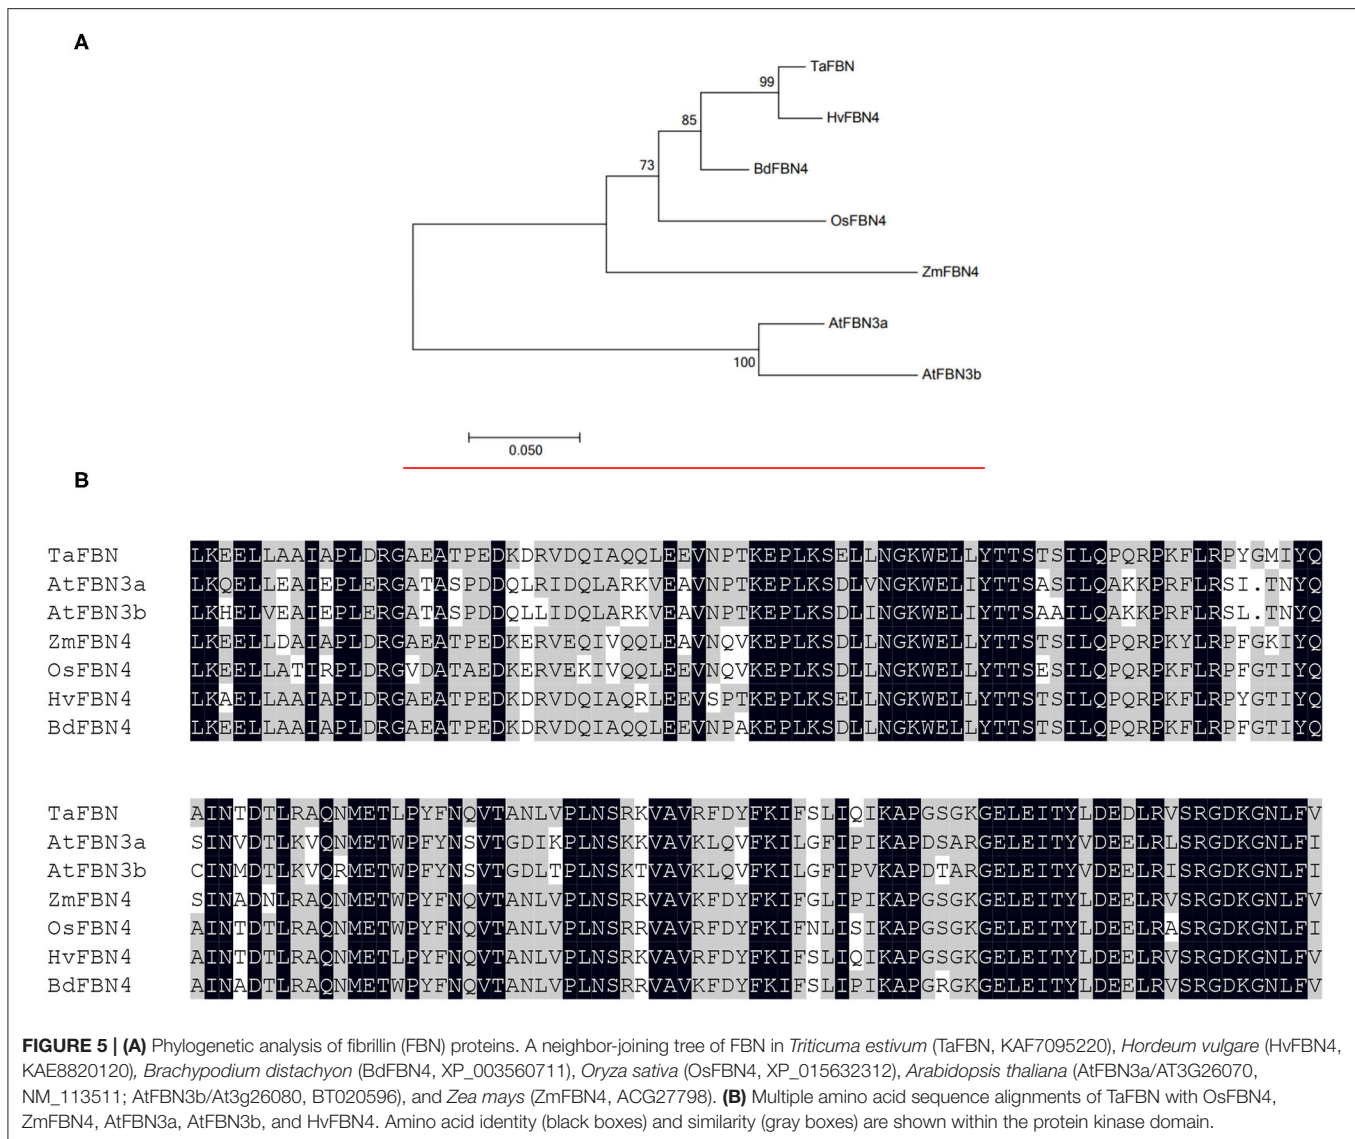 A
TaFBN
99
HvFBN4
85
BdFBN4
73
OsFBN4
ZmFBN4
AtFBN3a
100
AtFBN3b
0.050
B
TaFBN LKEELLAAIAPLDRGAEATPEDKDRVDQIAQQLEEVNPTKEPLKSELLNGKWELLYTTSTSILQPQRPKFLRPYGMIYQ
AtFBN3a LKQELLEAIEPLERGATASPDDQLRIDQLARKVEAVNPTKEPLKSDLVNGKWELIYTTSASILQAKKPRFLRSI.TNYQ
AtFBN3b LKHELVEAIEPLERGATASPDDQLLIDQLARKVEAVNPTKEPLKSDLINGKWELIYTTSAAILQAKKPRFLRSL.TNYQ
ZmFBN4 LKEELLDAIAPLDRGAEATPEDKERVEQIVQQLEAVNQVKEPLKSDLLNGKWELLYTTSTSILQPQRPKYLRPFGKIYQ
OsFBN4 LKEELLATIRPLDRGVDATAEDKERVEKIVQQLEEVNQVKEPLKSDLLNGKWELLYTTSESILQPQRPKFLRPFGTIYQ
HvFBN4 LKAELLAAIAPLDRGAEATPEDKDRVDQIAQRLEEVSPTKEPLKSELLNGKWELLYTTSTSILQPQRPKFLRPYGTIYQ
BdFBN4 LKEELLAAIAPLDRGAEATPEDKDRVDQIAQQLEEVNPAKEPLKSDLLNGKWELLYTTSTSILQPQRPKFLRPFGTIYQ
TaFBN AINTDTLRAQNMETLPYFNQVTANLVPLNSRKVAVRFDYFKIFSLIQIKAPGSGKGELEITYLDEDLRVSRGDKGNLFV
AtFBN3a SINVDTLKVQNMETWPFYNSVTGDIKPLNSKKVAVKLQVFKILGFIPIKAPDSARGELEITYVDEELRLSRGDKGNLFI
AtFBN3b CINMDTLKVQRMETWPFYNSVTGDLTPLNSKTVAVKLQVFKILGFIPVKAPDTARGELEITYVDEELRISRGDKGNLFI
ZmFBN4 SINADNLRAQNMETWPYFNQVTANLVPLNSRRVAVKFDYFKIFGLIPIKAPGSGKGELEITYLDEELRVSRGDKGNLFV
OsFBN4 AINTDTLRAQNMETWPYFNQVTANLVPLNSRRVAVKFDYFKIFNLISIKAPGSGKGELEITYLDEELRASRGDKGNLFI
HvFBN4 AINTDTLRAQNMETLPYFNQVTANLVPLNSRKVAVRFDYFKIFSLIQIKAPGSGKGELEITYLDEELRVSRGDKGNLFV
BdFBN4 AINADTLRAQNMETWPYFNQVTANLVPLNSRRVAVKFDYFKIFSLIPIKAPGRGKGELEITYLDEELRVSRGDKGNLFV
FIGURE 5 | (A) Phylogenetic analysis of fibrillin (FBN) proteins. A neighbor-joining tree of FBN in Triticuma estivum (TaFBN, KAF7095220), Hordeum vulgare (HvFBN4,
KAE8820120), Brachypodium distachyon (BdFBN4, XP_003560711), Oryza sativa (OsFBN4, XP_015632312), Arabidopsis thaliana (AtFBN3a/AT3G26070,
NM_113511; AtFBN3b/At3g26080, BT020596), and Zea mays (ZmFBN4, ACG27798). (B) Multiple amino acid sequence alignments of TaFBN with OsFBN4,
ZmFBN4, AtFBN3a, AtFBN3b, and HvFBN4. Amino acid identity (black boxes) and similarity (gray boxes) are shown within the protein kinase domain.